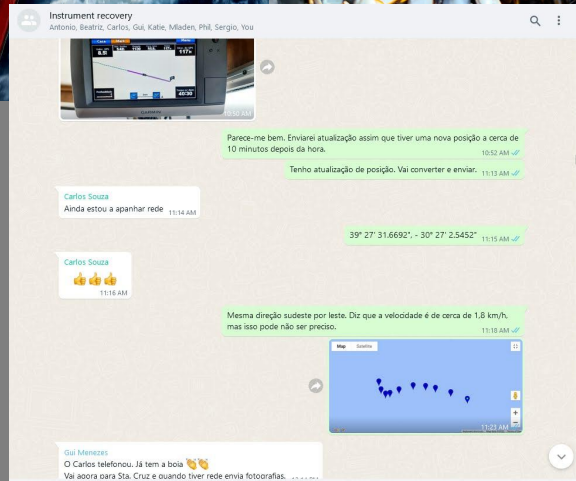 Instrument recovery
Antonio, Beatriz, Carlos, Gui, Katie, Mladen, Phil, Sergio, You
GARMIN
10:50 AM
Parece-me bem. Enviarei atualização assim que tiver uma nova posição a cerca de
10 minutos depois da hora.
10:52 AM
Tenho atualização de posição. Vai converter e enviar. 11:13 AM
Carlos Souza
Ainda estou a apanhar rede 11:14 AM
39° 27' 31.6692", - 30° 27' 2.5452" 11:15 AM
Carlos Souza
👍👍👍
11:16 AM
Mesma direção sudeste por leste. Diz que a velocidade é de cerca de 1,8 km/h,
mas isso pode não ser preciso.
11:18 AM
Map Satellite
11:23 AM
Gui Menezes
O Carlos telefonou. Já tem a boia 👏👏
Vai agora para Sta. Cruz e quando tiver rede envia fotografias.